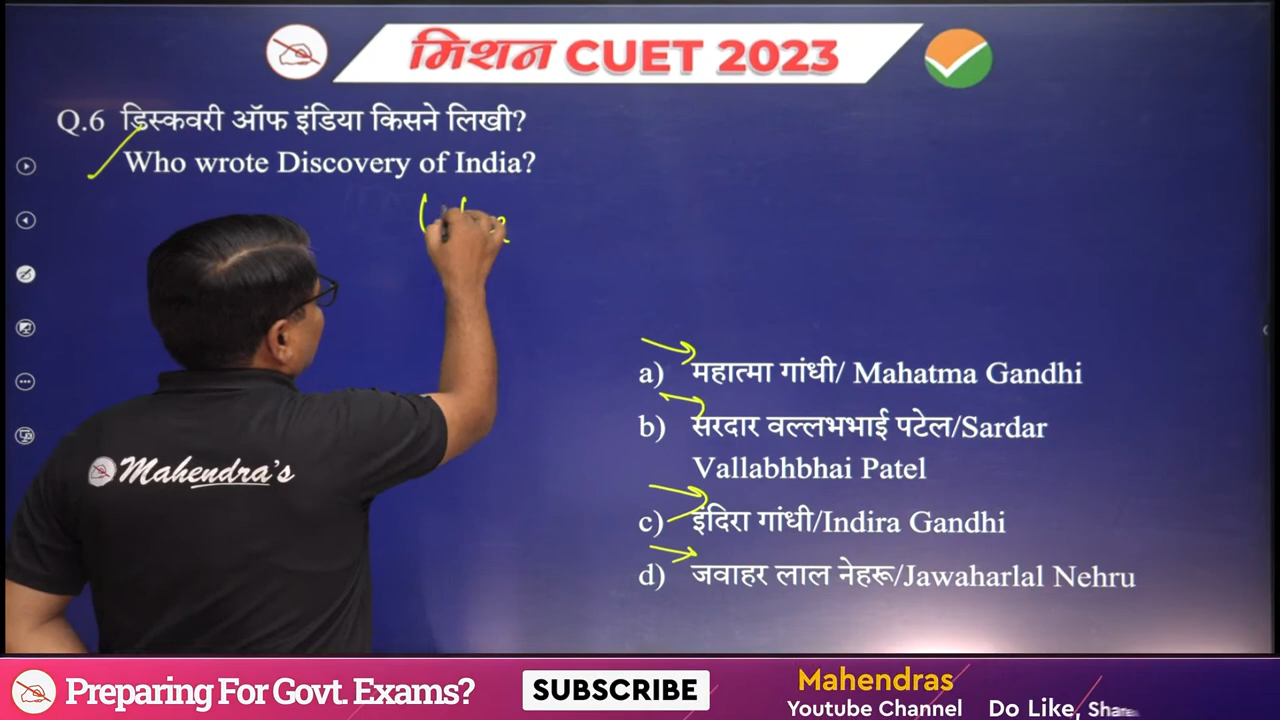 मिशन CUET 2023
Q.6 डिस्कवरी ऑफ इंडिया किसने लिखी?
Who wrote Discovery of India?
a) महात्मा गांधी/ Mahatma Gandhi
b) सरदार वल्लभभाई पटेल/Sardar
Vallabhbhai Patel
c) इंदिरा गांधी/Indira Gandhi
d) जवाहर लाल नेहरू/Jawaharlal Nehru
Mahendra's
Preparing For Govt. Exams?
SUBSCRIBE
Mahendras
Youtube Channel
Do Like, Share